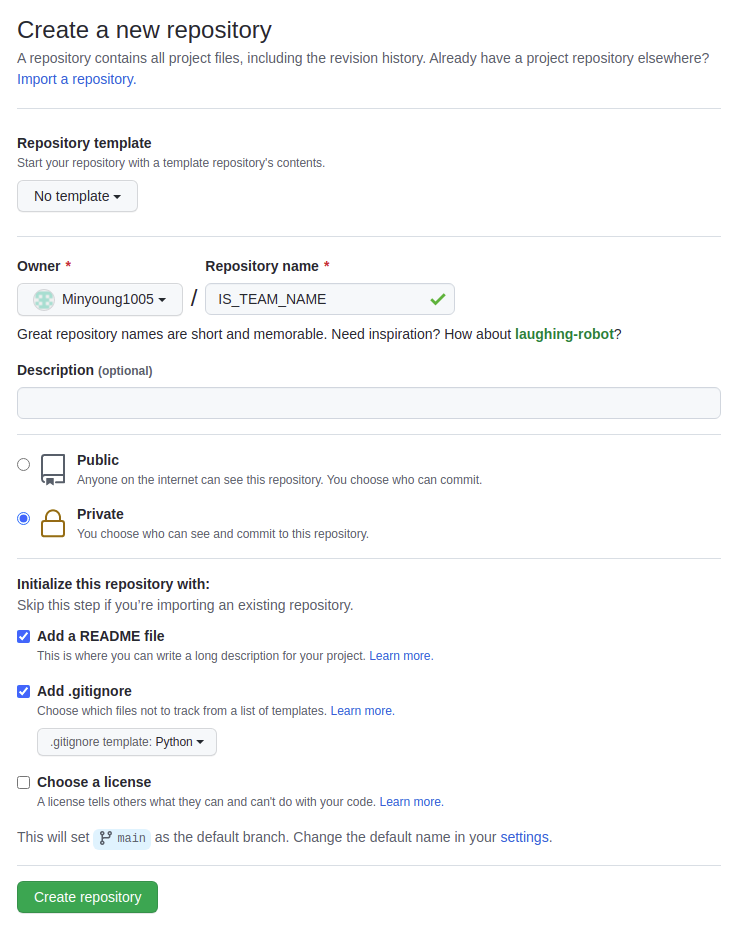 Create a new repository
A repository contains all project files, including the revision history. Already have a project repository elsewhere?
Import a repository.
Repository template
Start your repository with a template repository's contents.
No template
Owner * Repository name *
Minyoung1005 / IS_TEAM_NAME
Great repository names are short and memorable. Need inspiration? How about laughing-robot?
Description (optional)
Public
Anyone on the internet can see this repository. You choose who can commit.
Private
You choose who can see and commit to this repository.
Initialize this repository with:
Skip this step if you’re importing an existing repository.
Add a README file
This is where you can write a long description for your project. Learn more.
Add .gitignore
Choose which files not to track from a list of templates. Learn more.
.gitignore template: Python
Choose a license
A license tells others what they can and can't do with your code. Learn more.
This will set main as the default branch. Change the default name in your settings.
Create repository